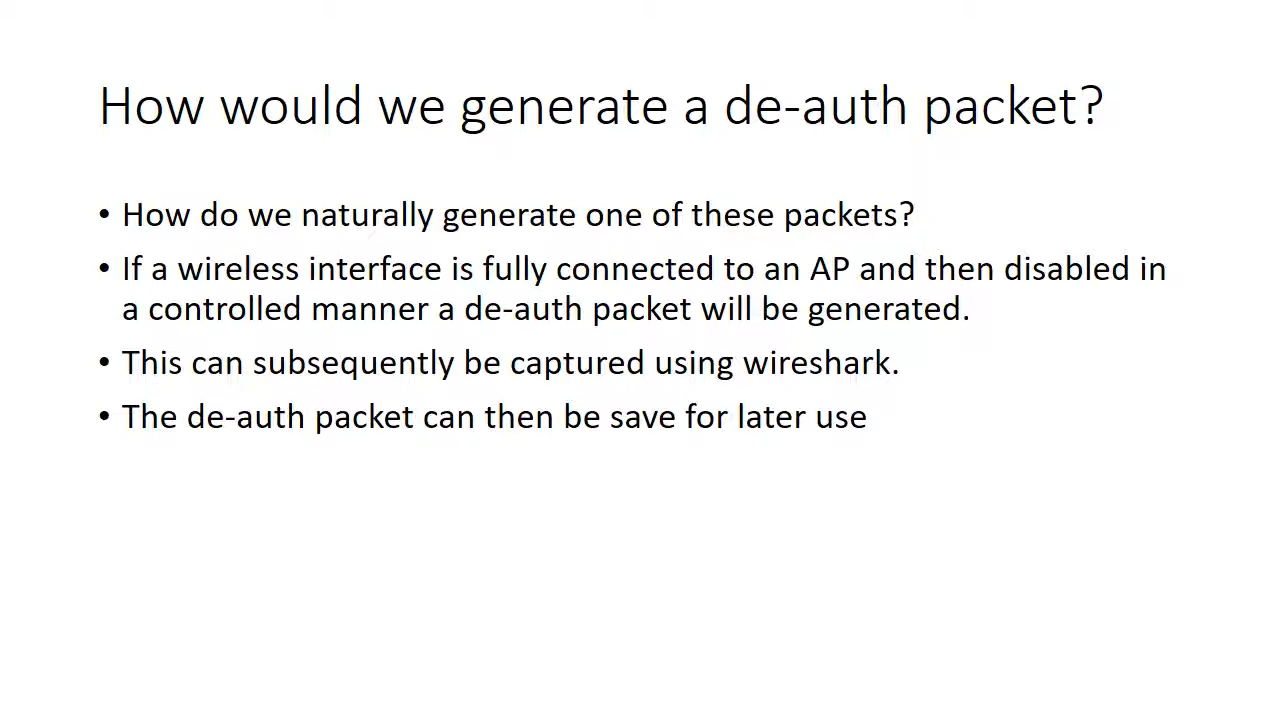 How would we generate a de-auth packet?
• How do we naturally generate one of these packets?
• If a wireless interface is fully connected to an AP and then disabled in
a controlled manner a de-auth packet will be generated.
• This can subsequently be captured using wireshark.
• The de-auth packet can then be save for later use